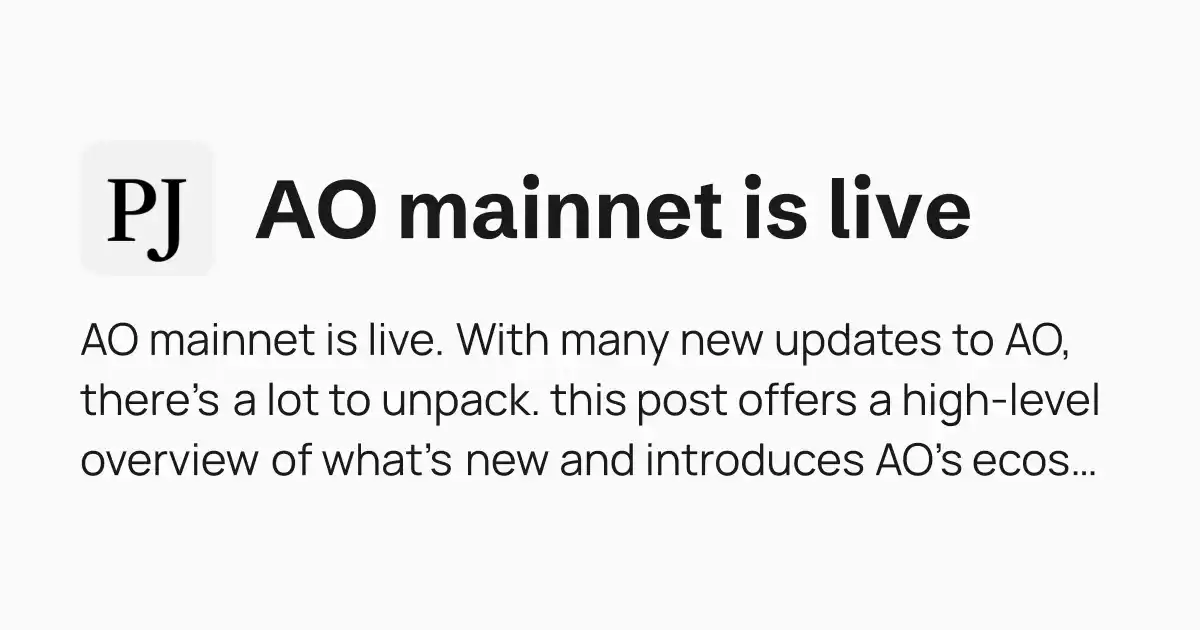 PJ
AO mainnet is live
AO mainnet is live. With many new updates to AO,
there’s a lot to unpack. this post offers a high-level
overview of what’s new and introduces AO’s ecos...